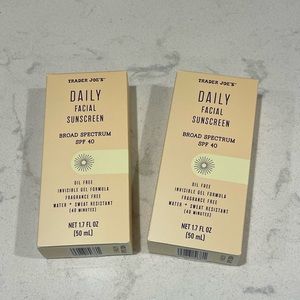 TRADER JOE'S
DAILY
FACIAL
SUNSCREEN
BROAD SPECTRUM
SPF 40
OIL FREE
INVISIBLE GEL FORMULA
FRAGRANCE FREE
WATER + SWEAT RESISTANT
(40 MINUTES)
NET 1.7 FL OZ
(50 mL)
TRADER JOE'S
DAILY
FACIAL
SUNSCREEN
BROAD SPECTRUM
SPF 40
OIL FREE
INVISIBLE GEL FORMULA
FRAGRANCE FREE
WATER + SWEAT RESISTANT
(40 MINUTES)
NET 1.7 FL OZ
(50 mL)